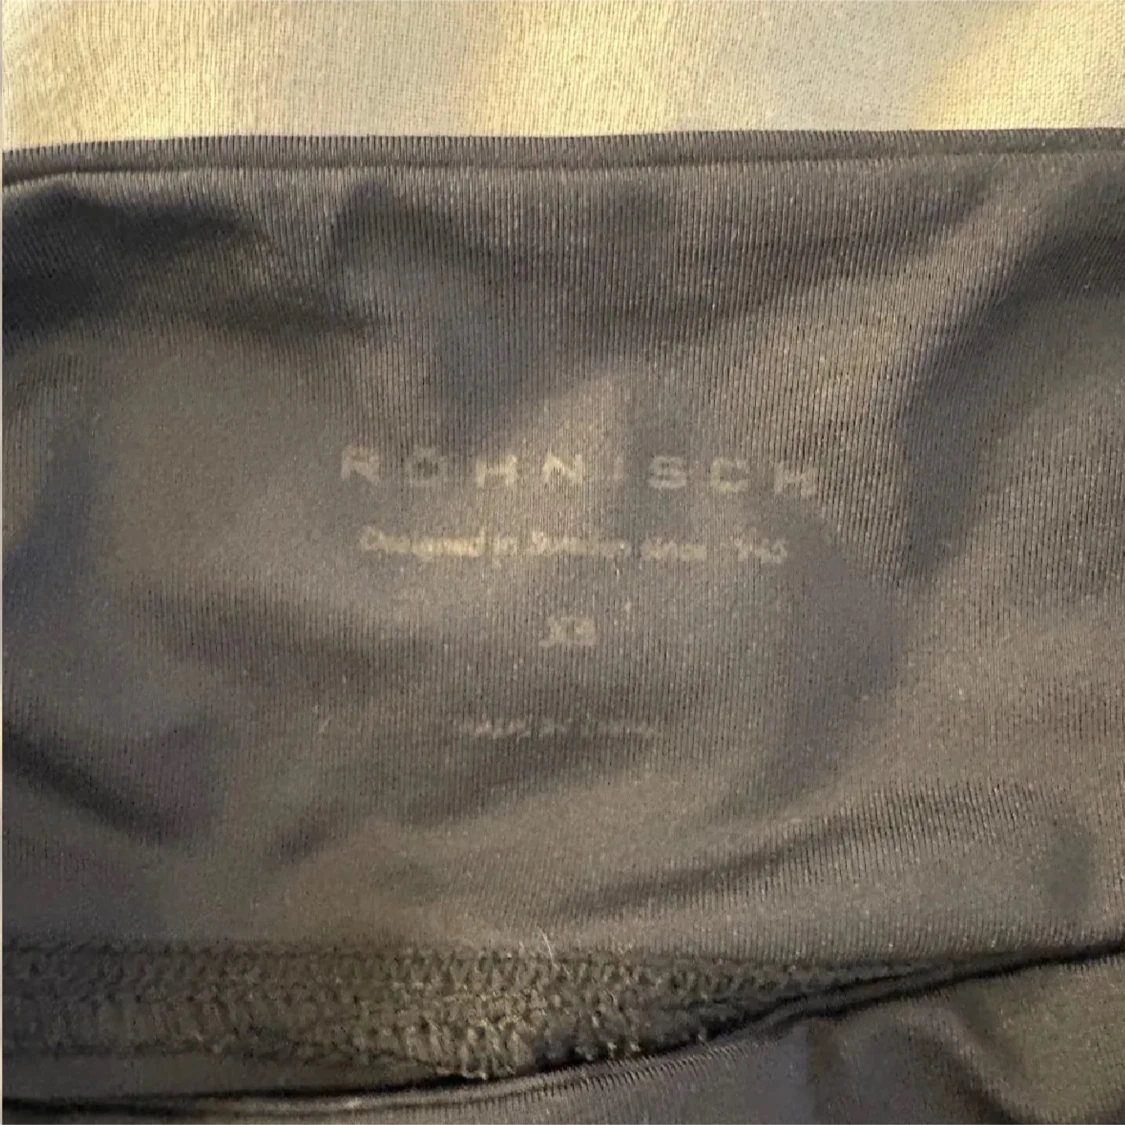 RÖHNISCH
Designed in Sweden since 1945
XS